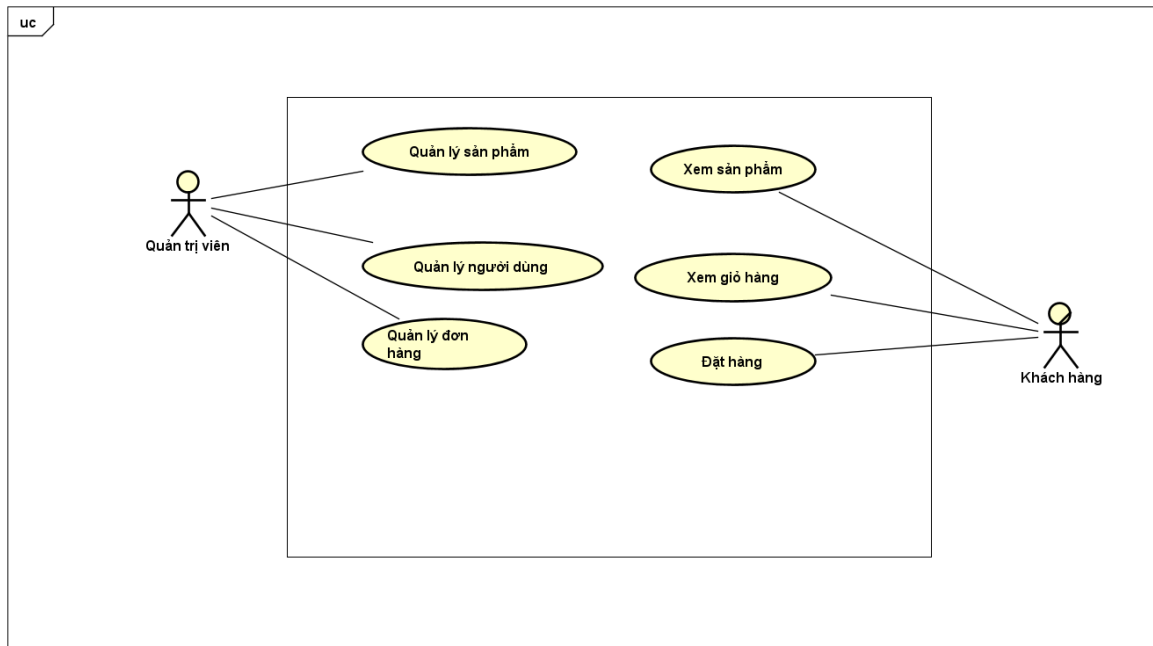 uc
Quản lý sản phẩm
Xem sản phẩm
Quản trị viên
Quản lý người dùng
Xem giỏ hàng
Quản lý đơn
hàng
Đặt hàng
Khách hàng